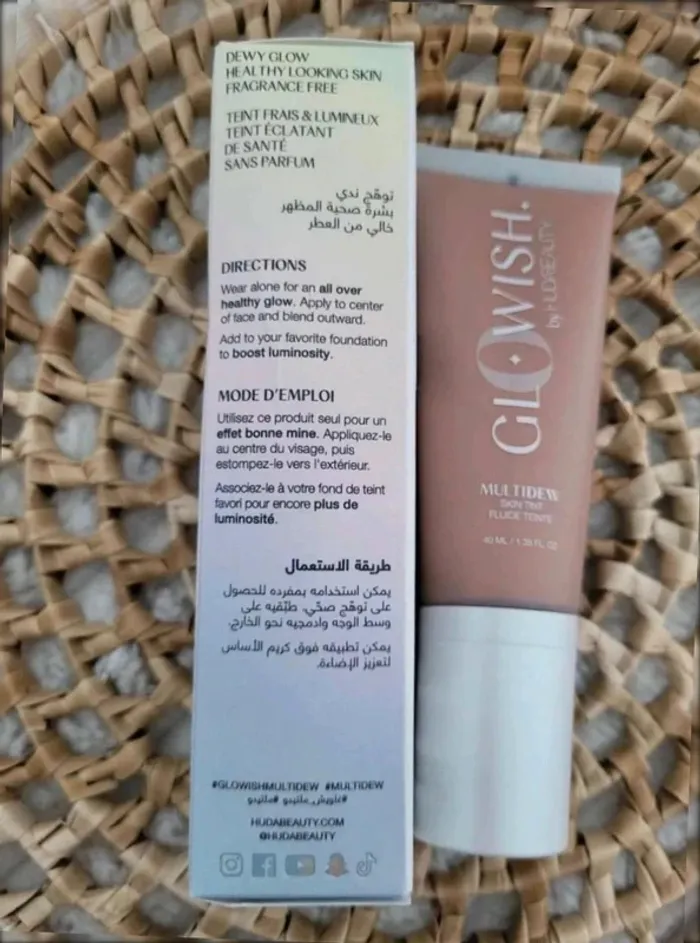 DEWY GLOW
HEALTHY LOOKING SKIN
FRAGRANCE FREE
TEINT FRAIS & LUMINEUX
TEINT ÉCLATANT
DE SANTÉ
SANS PARFUM
توهّج ندي
بشرة صحية المظهر
خالي من العطر
DIRECTIONS
Wear alone for an all over
healthy glow. Apply to center
of face and blend outward.
Add to your favorite foundation
to boost luminosity.
MODE D'EMPLOI
Utilisez ce produit seul pour un
effet bonne mine. Appliquez-le
au centre du visage, puis
estompez-le vers l'extérieur.
Associez-le à votre fond de teint
favori pour encore plus de
luminosité.
طريقة الاستعمال
يمكن استخدامه بمفرده للحصول
على توهّج صحّي. طبّقيه على
وسط الوجه وادمجيه نحو الخارج.
يمكن تطبيقه فوق كريم الأساس
لتعزيز الإضاءة.
#GLOWISHMULTIDEW #MULTIDEW
#غلويش_ملتيدو #ملتيدو
HUDABEAUTY.COM
@HUDABEAUTY
GLOWISH.
by HUDABEAUTY
MULTIDEW
SKIN TINT
FLUIDE TEINTÉ
40 ML / 1.35 FL OZ